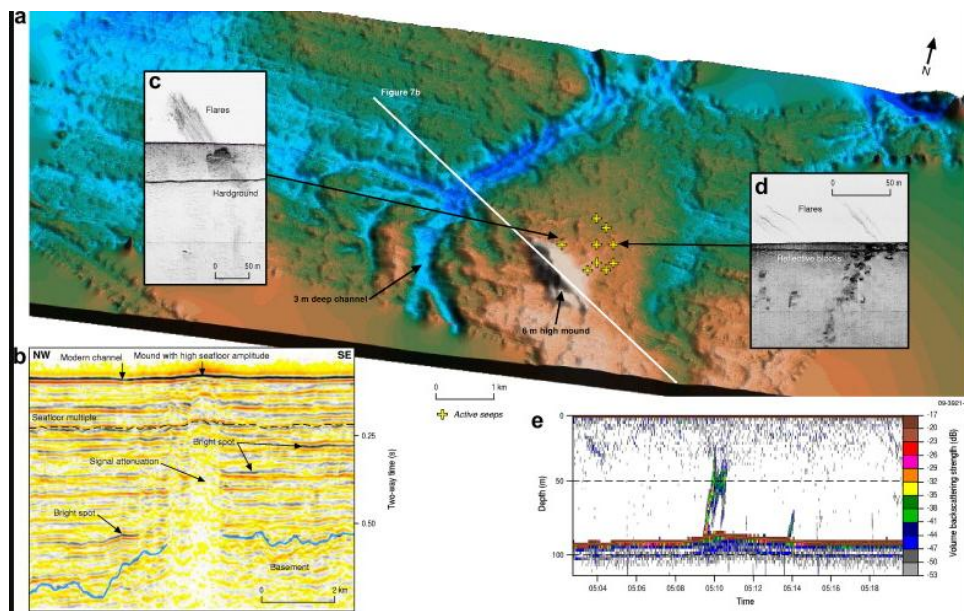 a
N
Figure 7b
c
Flares
Hardground
0 50 m
d
0 50 m
Flares
Reflective blocks
3 m deep channel
6 m high mound
b NW SE
Modern channel
Mound with high seafloor amplitude
Seafloor multiple
Bright spot
Signal attenuation
Bright spot
Basement
0.25
0.50
Two-way time (s)
0 2 km
0 1 km
Active seeps
e
0
50
100
Depth (m)
05:04 05:06 05:08 05:10 05:12 05:14 05:16 05:18
Time
-17
-20
-23
-26
-29
-32
-35
-38
-41
-44
-47
-50
-53
Volume backscattering strength (dB)